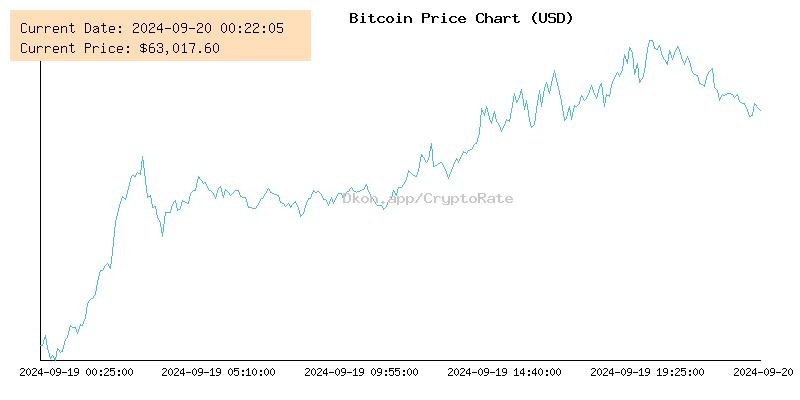 Bitcoin Price Chart (USD)
Current Date: 2024-09-20 00:22:05
Current Price: $63,017.60
Dkon.app/CryptoRate
2024-09-19 00:25:00 2024-09-19 05:10:00 2024-09-19 09:55:00 2024-09-19 14:40:00 2024-09-19 19:25:00 2024-09-20